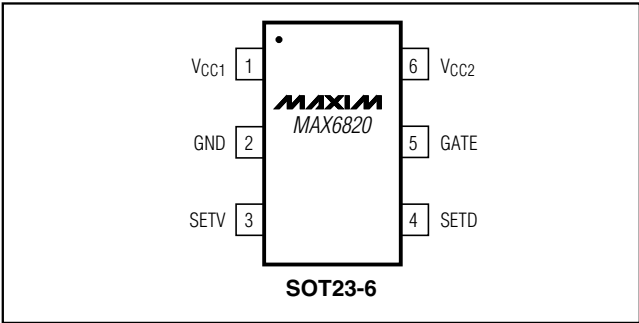 VCC1 1 6 VCC2
MAXIM
MAX6820
GND 2 5 GATE
SETV 3 4 SETD
SOT23-6